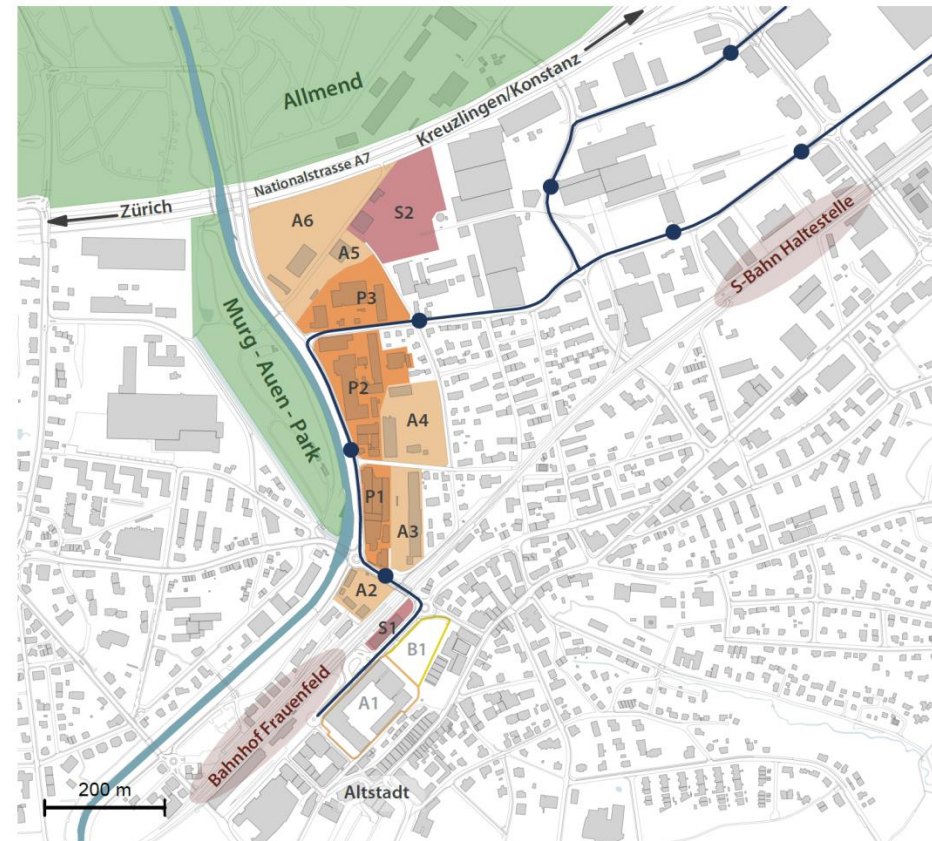 Allmend
Kreuzlingen/Konstanz
Nationalstrasse A7
Zürich
A6
S2
A5
S-Bahn Haltestelle
P3
Murg - Auen - Park
P2
A4
P1
A3
A2
S1
B1
A1
Bahnhof Frauenfeld
Altstadt
200 m